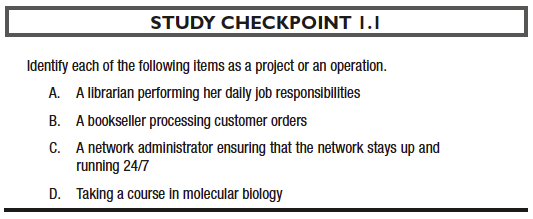 STUDY CHECKPOINT 1.1
Identify each of the following items as a project or an operation.
A. A librarian performing her daily job responsibilities
B. A bookseller processing customer orders
C. A network administrator ensuring that the network stays up and
running 24/7
D. Taking a course in molecular biology